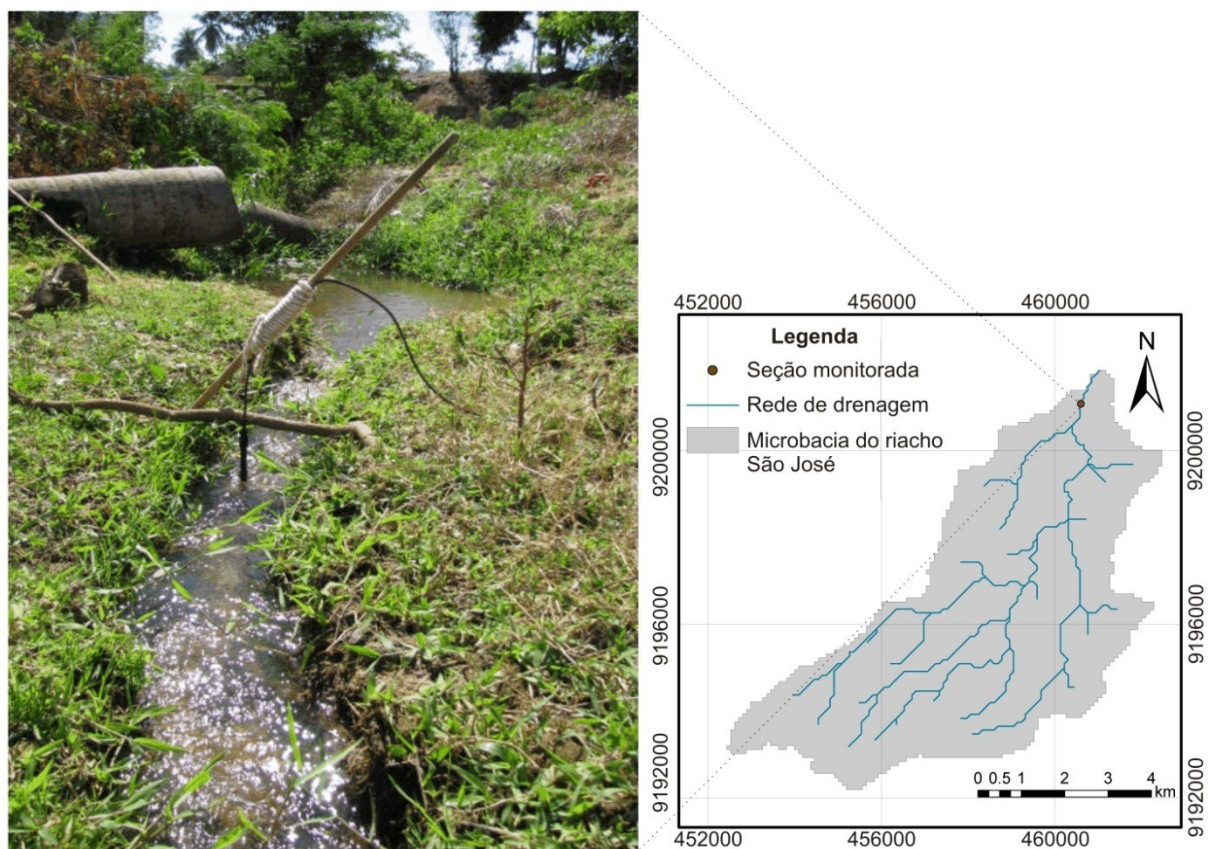 452000 456000 460000
Legenda
Seção monitorada
Rede de drenagem
Microbacia do riacho
São José
N
9200000
9196000
9192000
9200000
9196000
9192000
0 0.5 1 2 3 4
km
452000 456000 460000